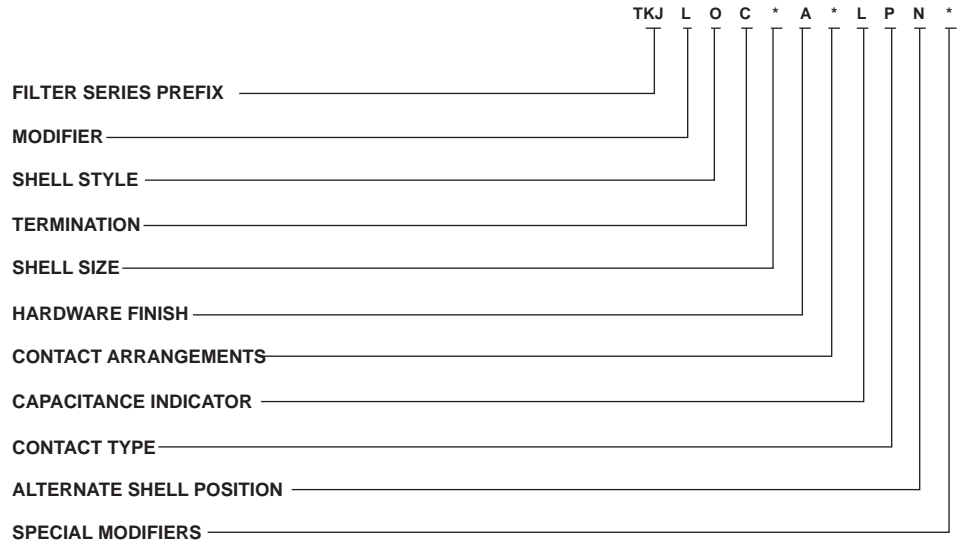 TKJ L O C * A * L P N *
FILTER SERIES PREFIX
MODIFIER
SHELL STYLE
TERMINATION
SHELL SIZE
HARDWARE FINISH
CONTACT ARRANGEMENTS
CAPACITANCE INDICATOR
CONTACT TYPE
ALTERNATE SHELL POSITION
SPECIAL MODIFIERS